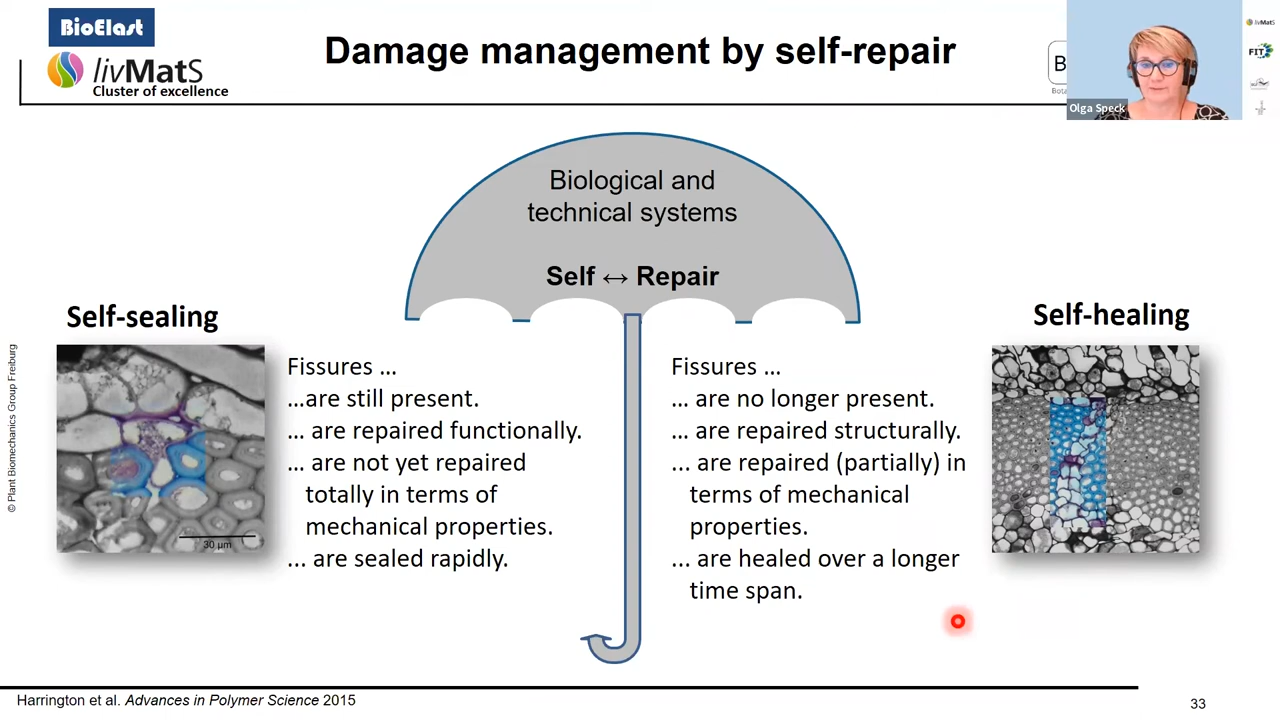 BioElast
livMatS
Cluster of excellence
Damage management by self-repair
B
Bota
Olga Speck
livMatS
FIT
Biological and
technical systems
Self ↔ Repair
Self-sealing
Self-healing
Fissures ...
...are still present.
... are repaired functionally.
... are not yet repaired
totally in terms of
mechanical properties.
... are sealed rapidly.
30 µm
Fissures ...
... are no longer present.
... are repaired structurally.
... are repaired (partially) in
terms of mechanical
properties.
... are healed over a longer
time span.
© Plant Biomechanics Group Freiburg
Harrington et al. Advances in Polymer Science 2015
33